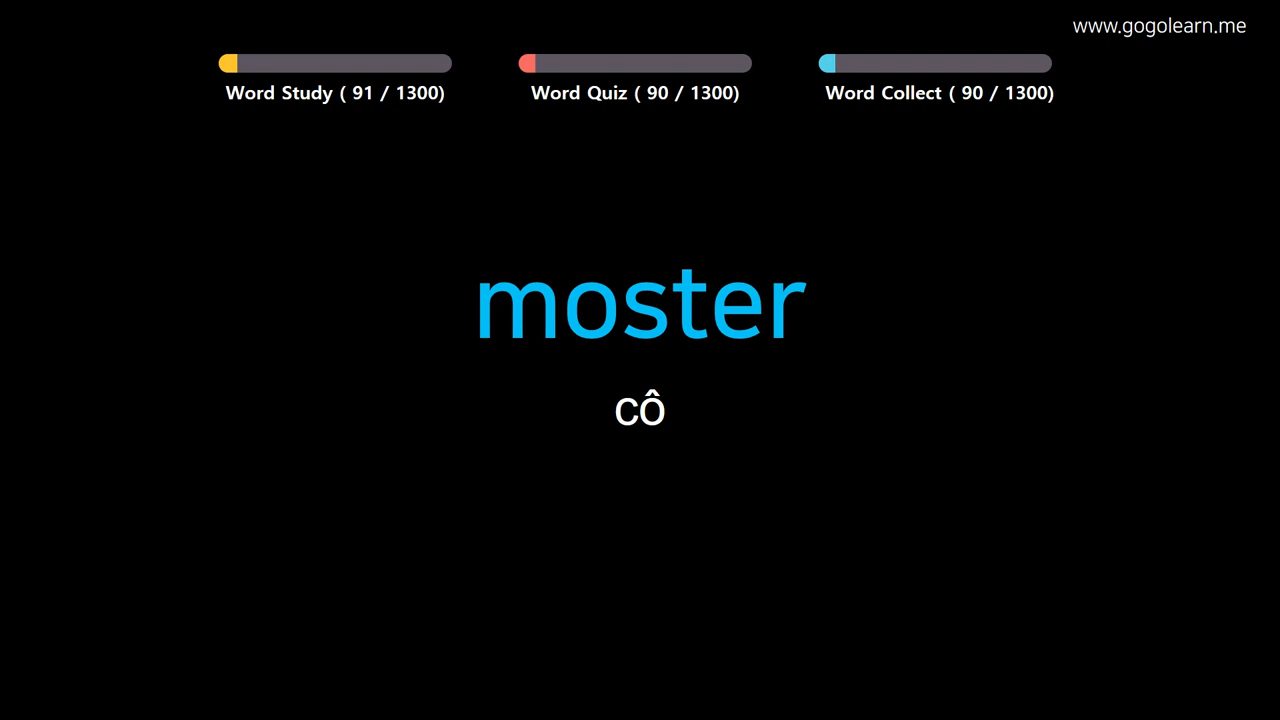 www.gogolearn.me
Word Study ( 91 / 1300)
Word Quiz ( 90 / 1300)
Word Collect ( 90 / 1300)
moster
cô